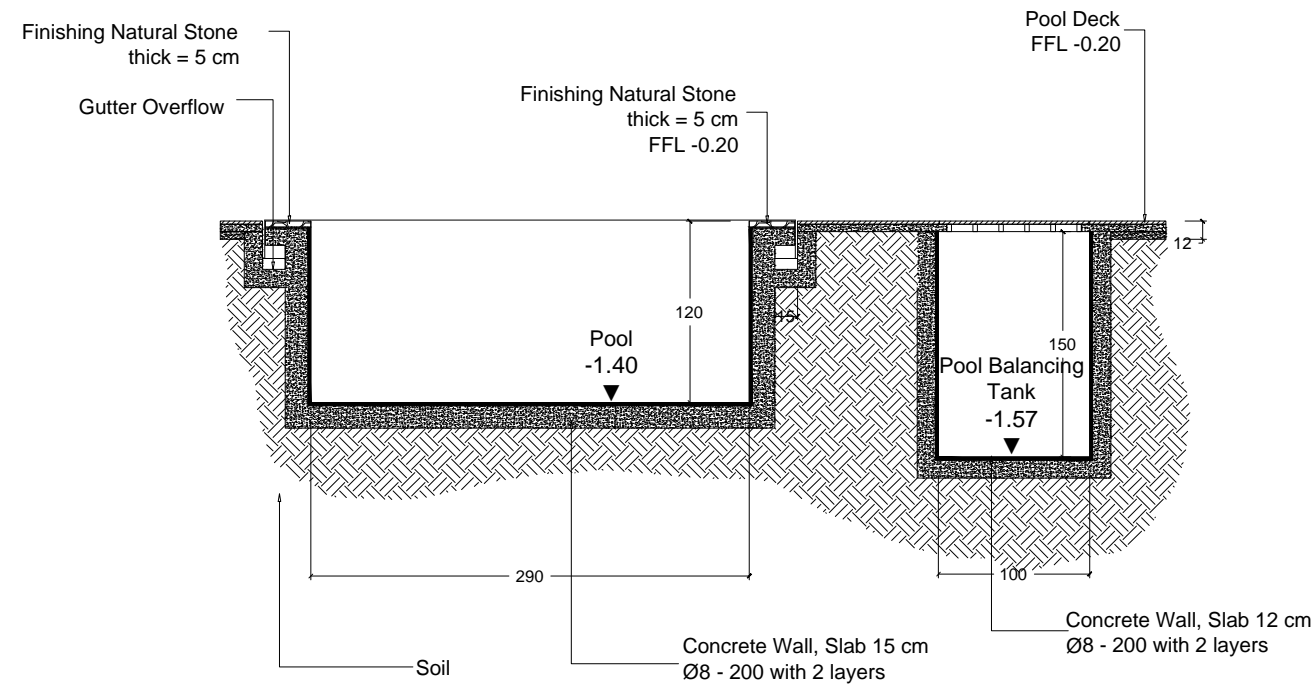 Finishing Natural Stone
thick = 5 cm
Gutter Overflow
Finishing Natural Stone
thick = 5 cm
FFL -0.20
Pool Deck
FFL -0.20
12
120
15
150
Pool
-1.40
Pool Balancing
Tank
-1.57
290
100
Soil
Concrete Wall, Slab 15 cm
Ø8 - 200 with 2 layers
Concrete Wall, Slab 12 cm
Ø8 - 200 with 2 layers